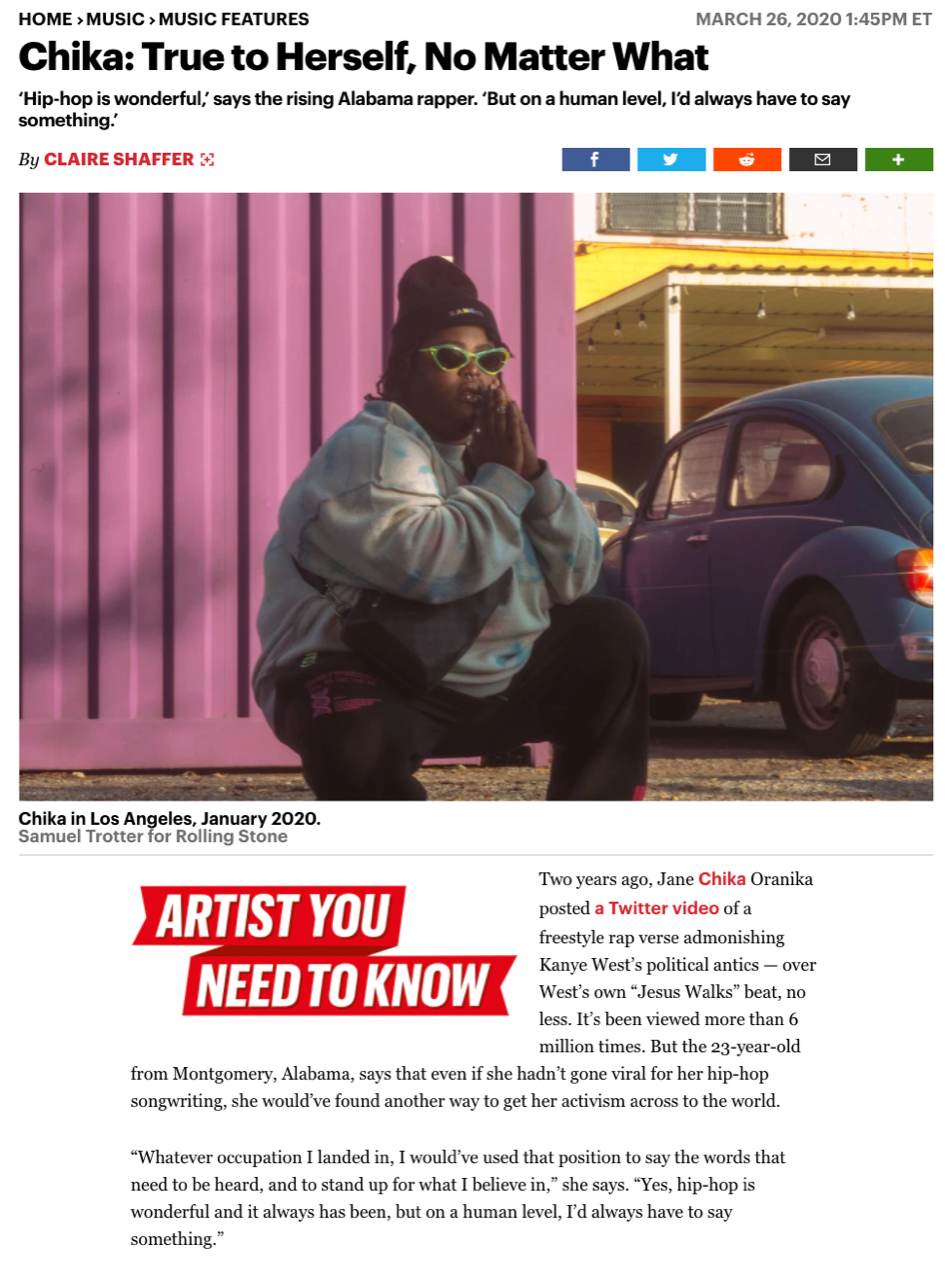 HOME > MUSIC > MUSIC FEATURES
MARCH 26, 2020 1:45PM ET
Chika: True to Herself, No Matter What
‘Hip-hop is wonderful,’ says the rising Alabama rapper. ‘But on a human level, I’d always have to say
something.’
By CLAIRE SHAFFER
Chika in Los Angeles, January 2020.
Samuel Trotter for Rolling Stone
ARTIST YOU
NEED TO KNOW
Two years ago, Jane Chika Oranika
posted a Twitter video of a
freestyle rap verse admonishing
Kanye West’s political antics — over
West’s own “Jesus Walks” beat, no
less. It’s been viewed more than 6
million times. But the 23-year-old
from Montgomery, Alabama, says that even if she hadn’t gone viral for her hip-hop
songwriting, she would’ve found another way to get her activism across to the world.
“Whatever occupation I landed in, I would’ve used that position to say the words that
need to be heard, and to stand up for what I believe in,” she says. “Yes, hip-hop is
wonderful and it always has been, but on a human level, I’d always have to say
something.”